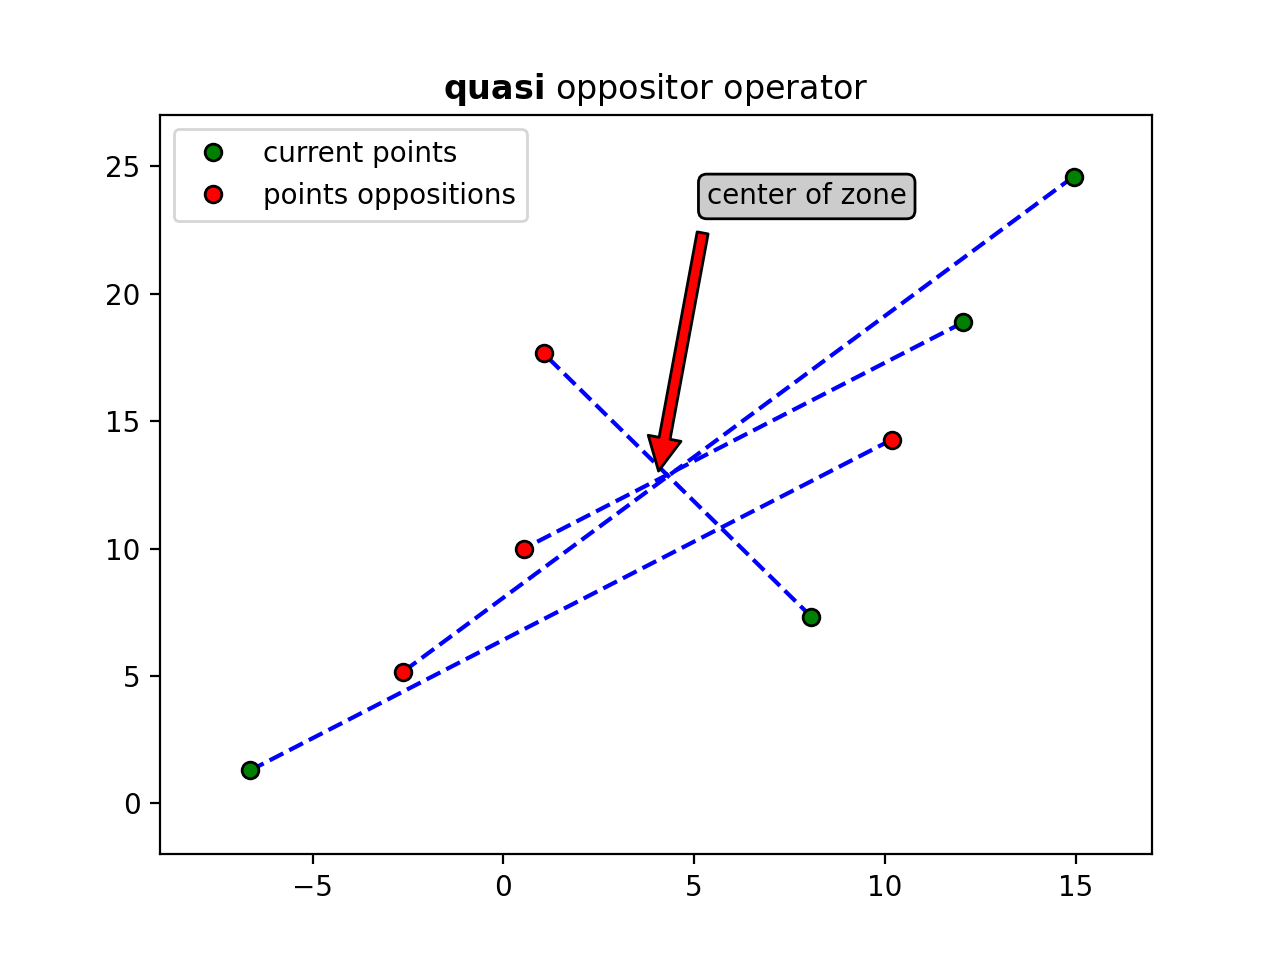 quasi oppositor operator
current points
points oppositions
center of zone
25
20
15
10
5
0
−5 0 5 10 15